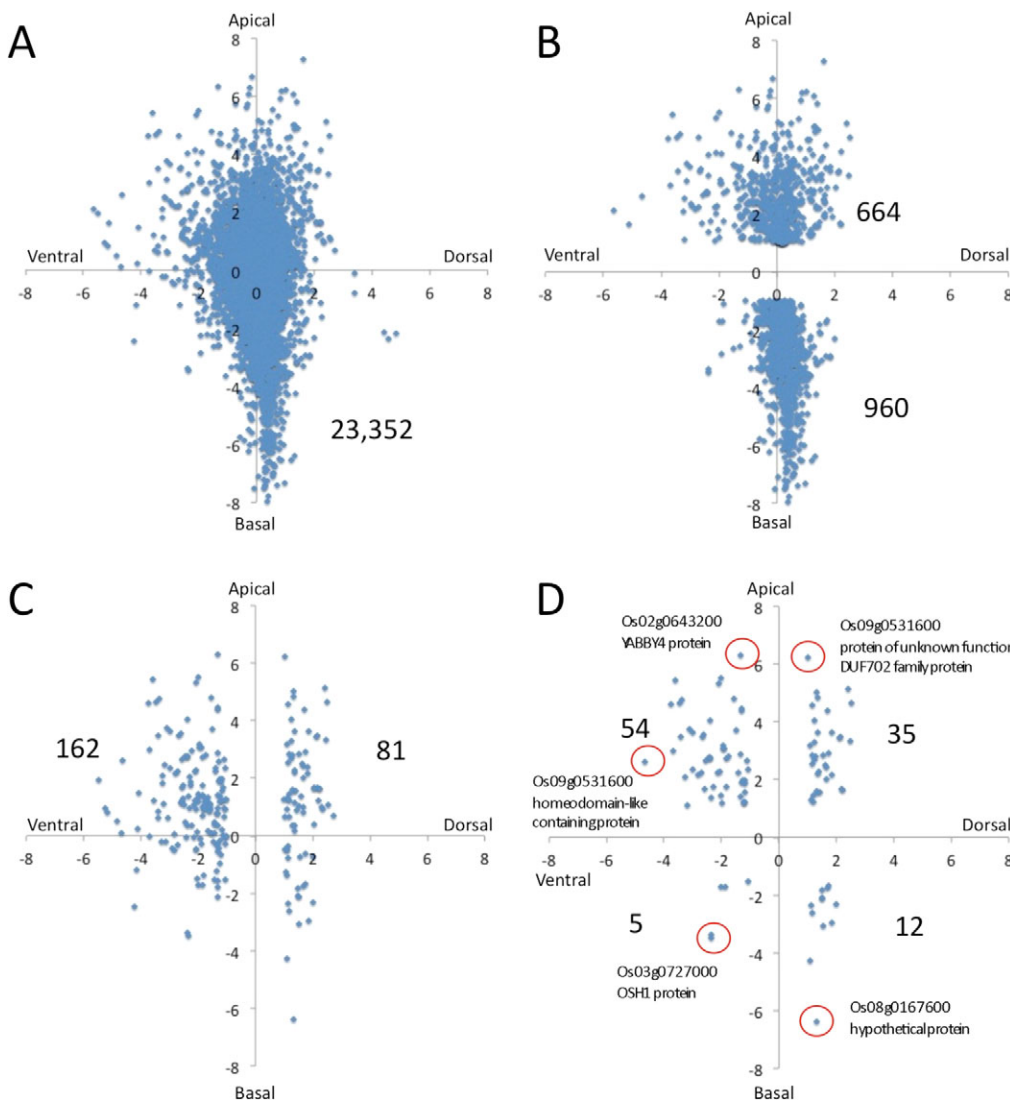 A
Apical
8
6
4
2
Ventral
Dorsal
0
-8 -6 -4 -2 0 2 4 6 8
-2
-4
23,352
-6
-8
Basal
B
Apical
8
6
4
2
664
Ventral
Dorsal
0
-8 -6 -4 -2 0 2 4 6 8
-2
-4
960
-6
-8
Basal
C
Apical
8
6
4
162
81
2
Ventral
Dorsal
0
-8 -6 -4 -2 0 2 4 6 8
-2
-4
-6
-8
Basal
D
Apical
8
Os02g0643200
YABBY4 protein
Os09g0531600
protein of unknown function
DUF702 family protein
6
4
54
35
2
Os09g0531600
homeodomain-like
containing protein
Dorsal
0
-8 -6 -4 -2 0 2 4 6 8
Ventral
-2
5
12
-4
Os03g0727000
OSH1 protein
-6
Os08g0167600
hypothetical protein
-8
Basal